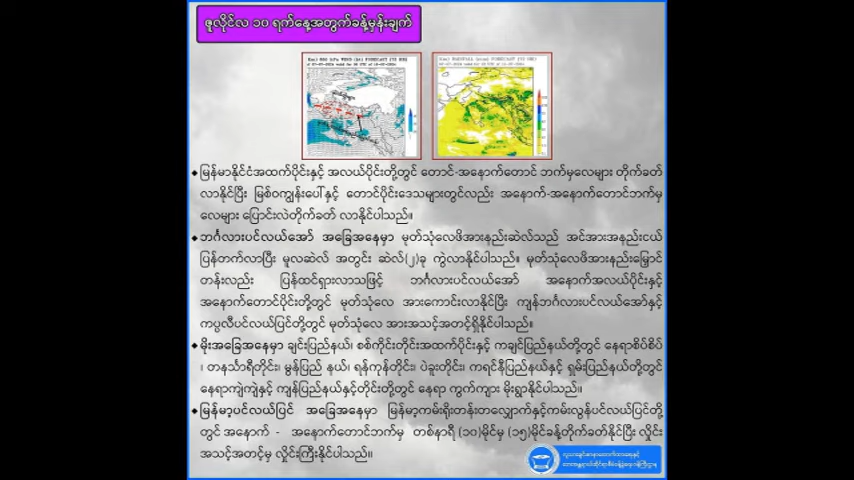 ဇူလိုင်လ ၁၀ ရက်နေ့အတွက်ခန့်မှန်းချက်
မြန်မာနိုင်ငံအထက်ပိုင်းနှင့် အလယ်ပိုင်းတို့တွင် တောင်-အနောက်တောင် ဘက်မှလေများ တိုက်ခတ်
လာနိုင်ပြီး မြစ်ဝကျွန်းပေါ်နှင့် တောင်ပိုင်းဒေသများတွင်လည်း အနောက်-အနောက်တောင်ဘက်မှ
လေများ ပြောင်းလဲတိုက်ခတ် လာနိုင်ပါသည်။
ဘင်္ဂလားပင်လယ်အော် အခြေအနေမှာ မုတ်သုံလေဖိအားနည်းဆဲလ်သည် အင်အားအနည်းငယ်
ပြန်တက်လာပြီး မူလဆဲလ် အတွင်း ဆဲလ်(၂)ခု ကွဲလာနိုင်ပါသည်။ မုတ်သုံလေဖိအားနည်းမြှောင်
တန်းလည်း ပြန်ထင်ရှားလာသဖြင့် ဘင်္ဂလားပင်လယ်အော် အနောက်အလယ်ပိုင်းနှင့်
အနောက်တောင်ပိုင်းတို့တွင် မုတ်သုံလေ အားကောင်းလာနိုင်ပြီး ကျန်ဘင်္ဂလားပင်လယ်အော်နှင့်
ကပ္ပလီပင်လယ်ပြင်တို့တွင် မုတ်သုံလေ အားအသင့်အတင့်ရှိနိုင်ပါသည်။
မိုးအခြေအနေမှာ ချင်းပြည်နယ်၊ စစ်ကိုင်းတိုင်းအထက်ပိုင်းနှင့် ကချင်ပြည်နယ်တို့တွင် နေရာစိပ်စိပ်
၊ တနင်္သာရီတိုင်း၊ မွန်ပြည် နယ်၊ ရန်ကုန်တိုင်း၊ ပဲခူးတိုင်း၊ ကရင်နီပြည်နယ်နှင့် ရှမ်းပြည်နယ်တို့တွင်
နေရာကျဲကျဲနှင့် ကျန်ပြည်နယ်နှင့်တိုင်းတို့တွင် နေရာ ကွက်ကျား မိုးရွာနိုင်ပါသည်။
မြန်မာ့ပင်လယ်ပြင် အခြေအနေမှာ မြန်မာ့ကမ်းရိုးတန်းတလျှောက်နှင့်ကမ်းလွန်ပင်လယ်ပြင်တို့
တွင် အနောက် - အနောက်တောင်ဘက်မှ တစ်နာရီ (၁၀)မိုင်မှ (၁၅)မိုင်ခန့်တိုက်ခတ်နိုင်ပြီး လှိုင်း
အသင့်အတင့်မှ လှိုင်းကြီးနိုင်ပါသည်။